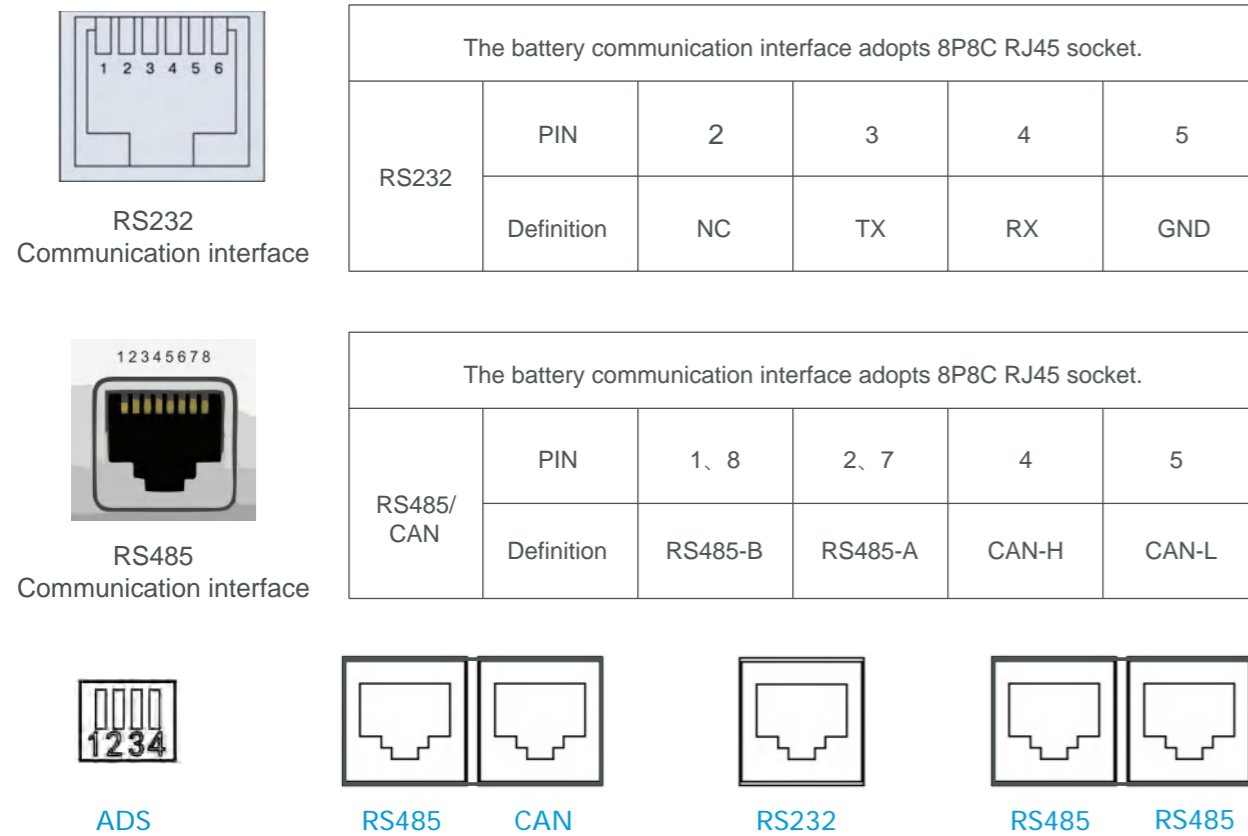 1 2 3 4 5 6
RS232
Communication interface
The battery communication interface adopts 8P8C RJ45 socket.
RS232
PIN 2 3 4 5
Definition NC TX RX GND
12345678
RS485
Communication interface
The battery communication interface adopts 8P8C RJ45 socket.
RS485/
CAN
PIN 1、8 2、7 4 5
Definition RS485-B RS485-A CAN-H CAN-L
1234
ADS RS485 CAN RS232 RS485 RS485